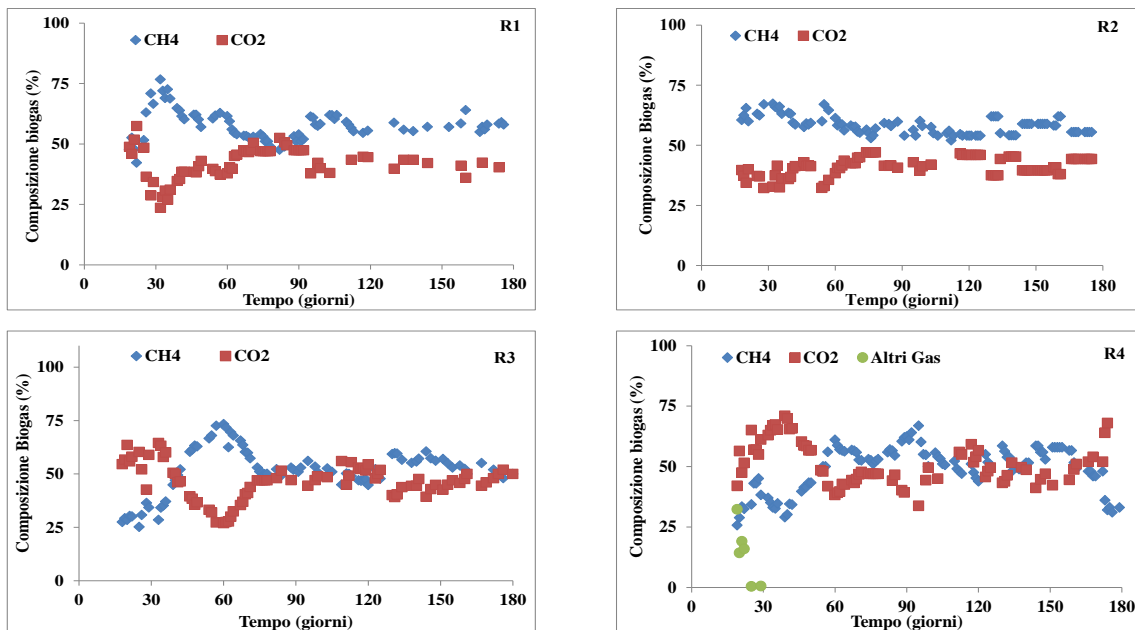 R1
CH4 CO2
Composizione biogas (%)
100
75
50
25
0
0 30 60 90 120 150 180
Tempo (giorni)
R2
CH4 CO2
Composizione Biogas (%)
100
75
50
25
0
0 30 60 90 120 150 180
Tempo (giorni)
R3
CH4 CO2
Composizione Biogas (%)
100
75
50
25
0
0 30 60 90 120 150 180
Tempo (giorni)
R4
CH4 CO2 Altri Gas
Composizione biogas (%)
100
75
50
25
0
0 30 60 90 120 150 180
Tempo (giorni)